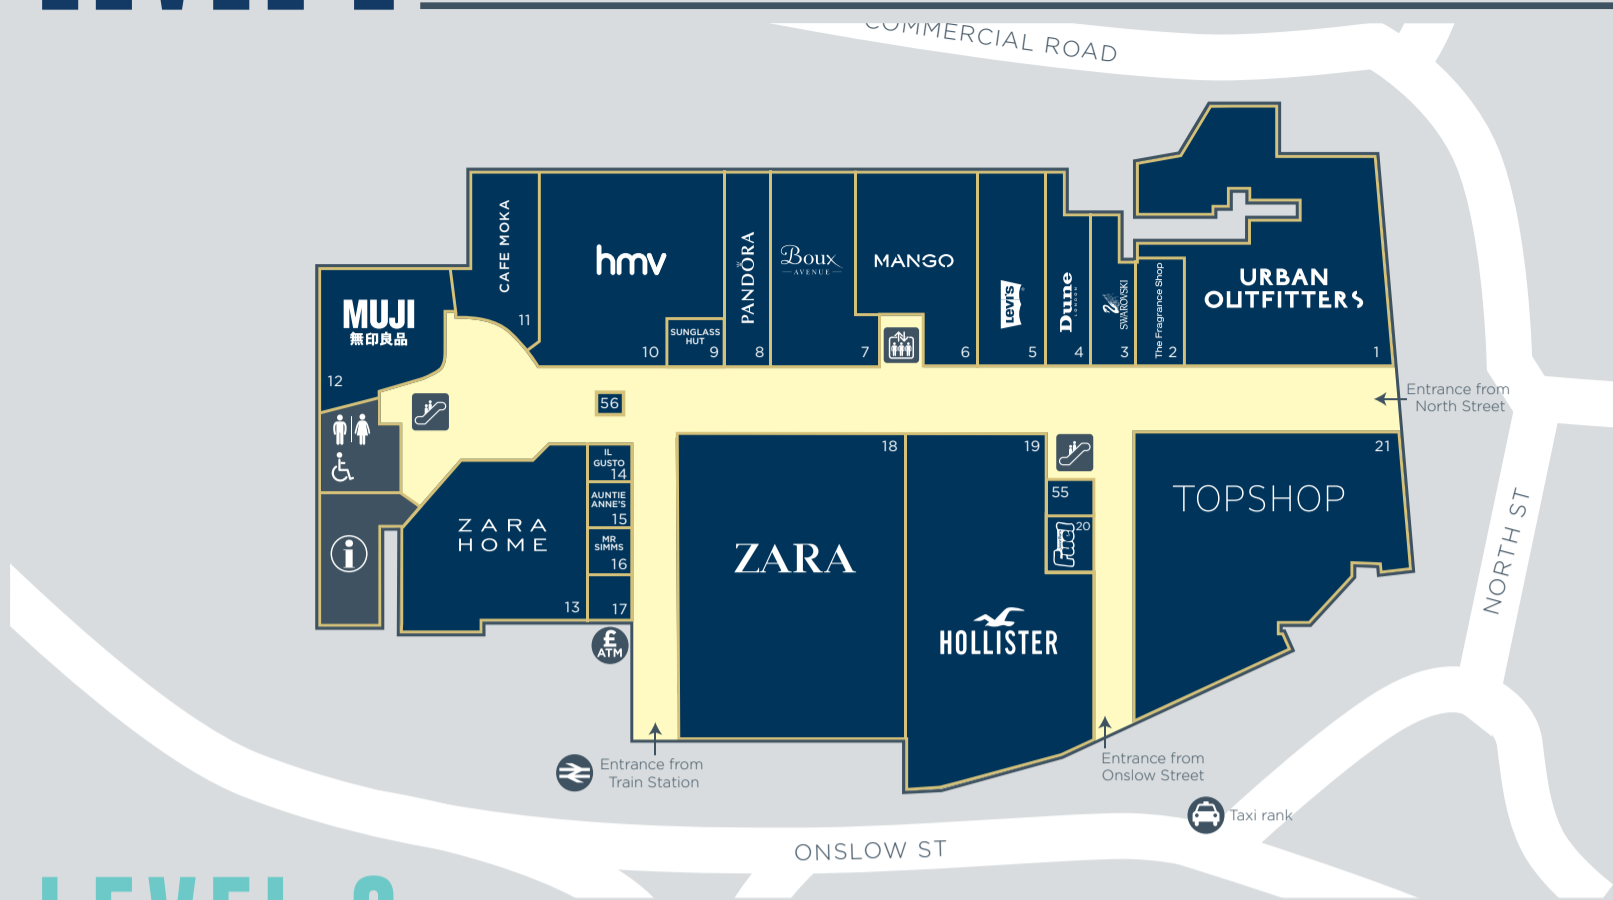 COMMERCIAL ROAD
CAFE MOKA
11
hmv
10
SUNGLASS
HUT
9
PANDÖRA
8
Boux
AVENUE
7
MANGO
6
Levi's
5
Dune
LONDON
4
SWAROVSKI
3
The Fragrance Shop
2
URBAN
OUTFITTERS
1
MUJI
無印良品
12
56
Entrance from
North Street
ZARA
HOME
13
IL
GUSTO
14
AUNTIE
ANNE'S
15
MR
SIMMS
16
17
£
ATM
18
ZARA
19
HOLLISTER
55
Fuel
20
21
TOPSHOP
NORTH ST
i
Entrance from
Train Station
Entrance from
Onslow Street
Taxi rank
ONSLOW ST